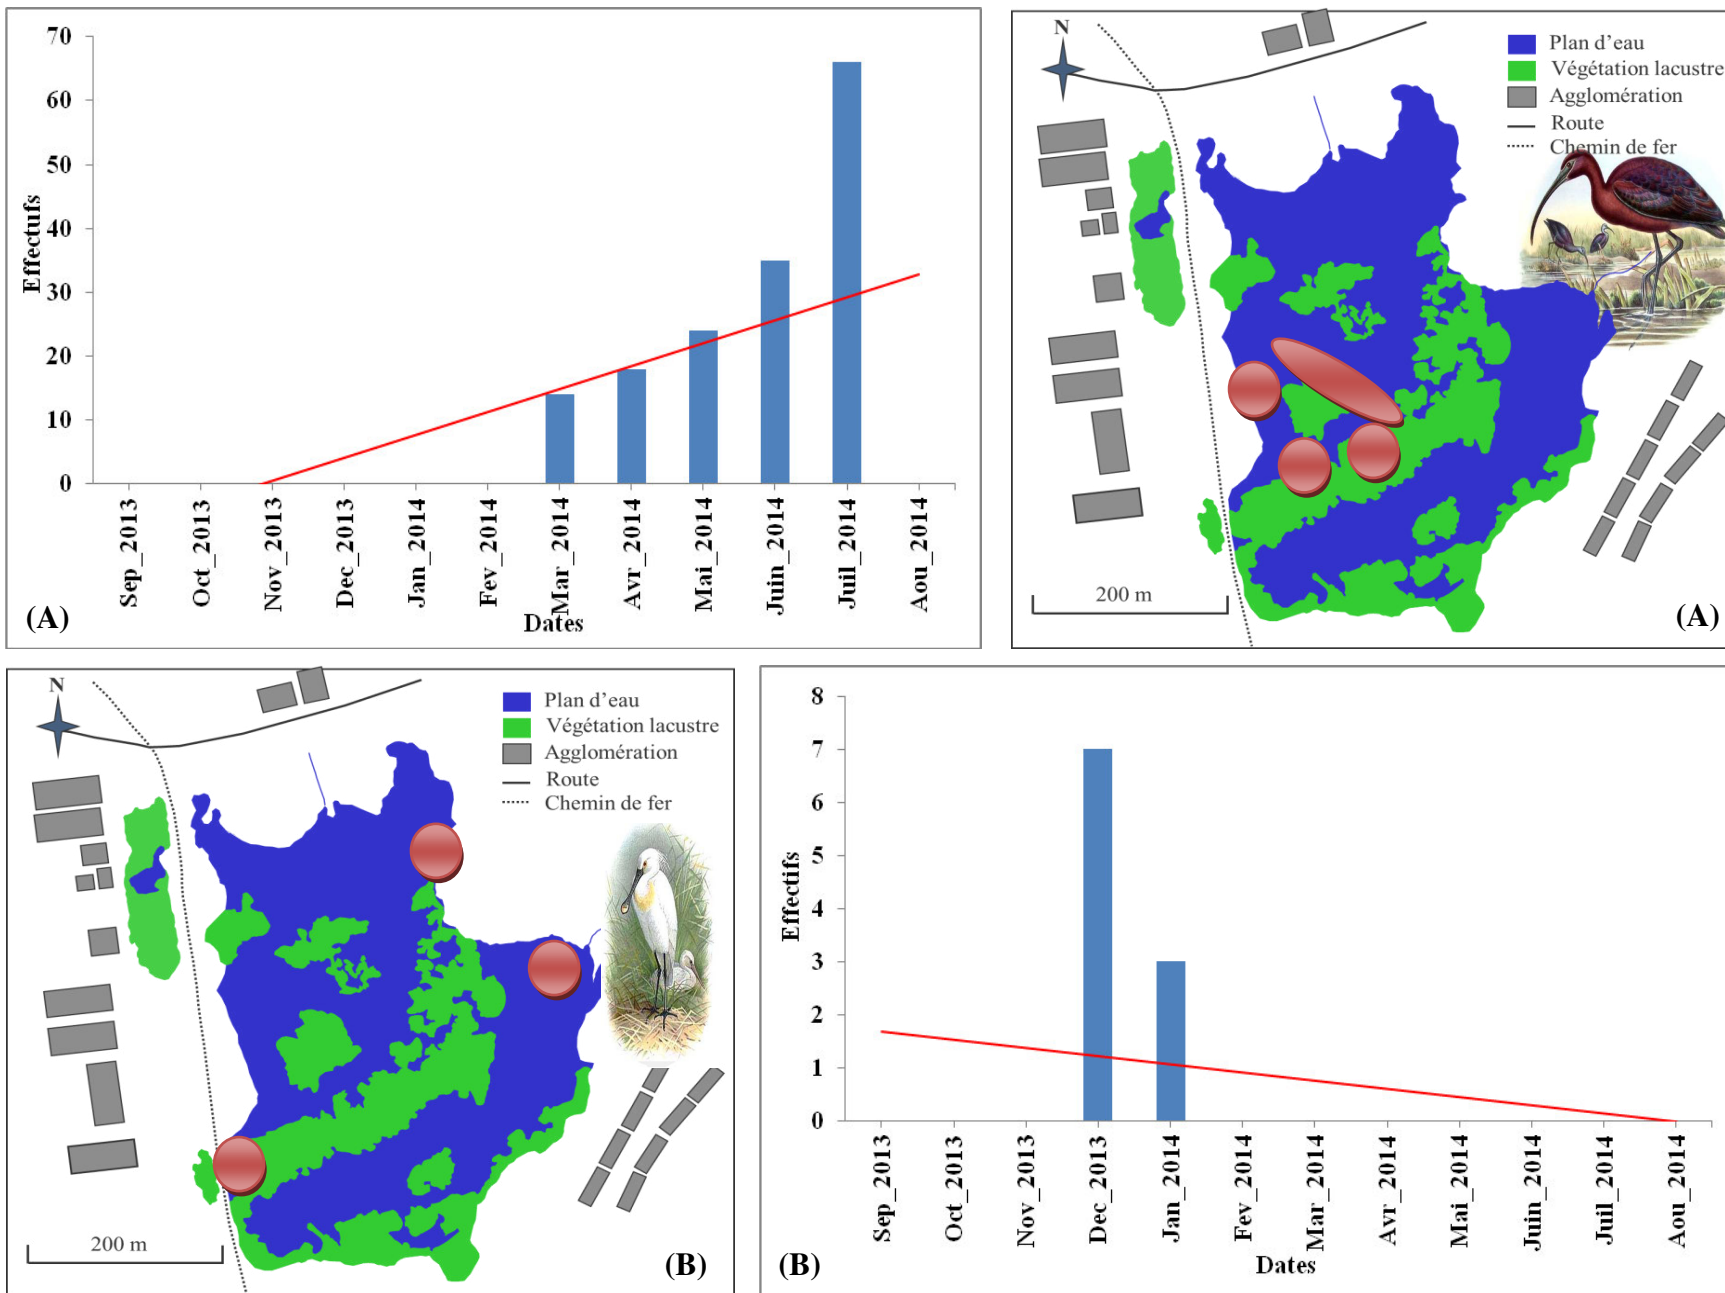 70
60
50
40
30
20
10
0
Effectufs
Sep_2013
Oct_2013
Nov_2013
Dec_2013
Jan_2014
Fev_2014
Mar_2014
Avr_2014
Mai_2014
Juin_2014
Juil_2014
Aou_2014
Dates
(A)
N
Plan d'eau
Végétation lacustre
Agglomération
Route
Chemin de fer
200 m
(A)
N
Plan d'eau
Végétation lacustre
Agglomération
Route
Chemin de fer
200 m
(B)
8
7
6
5
4
3
2
1
0
Effectifs
Sep_2013
Oct_2013
Nov_2013
Dec_2013
Jan_2014
Fev_2014
Mar_2014
Avr_2014
Mai_2014
Juin_2014
Juil_2014
Aou_2014
Dates
(B)